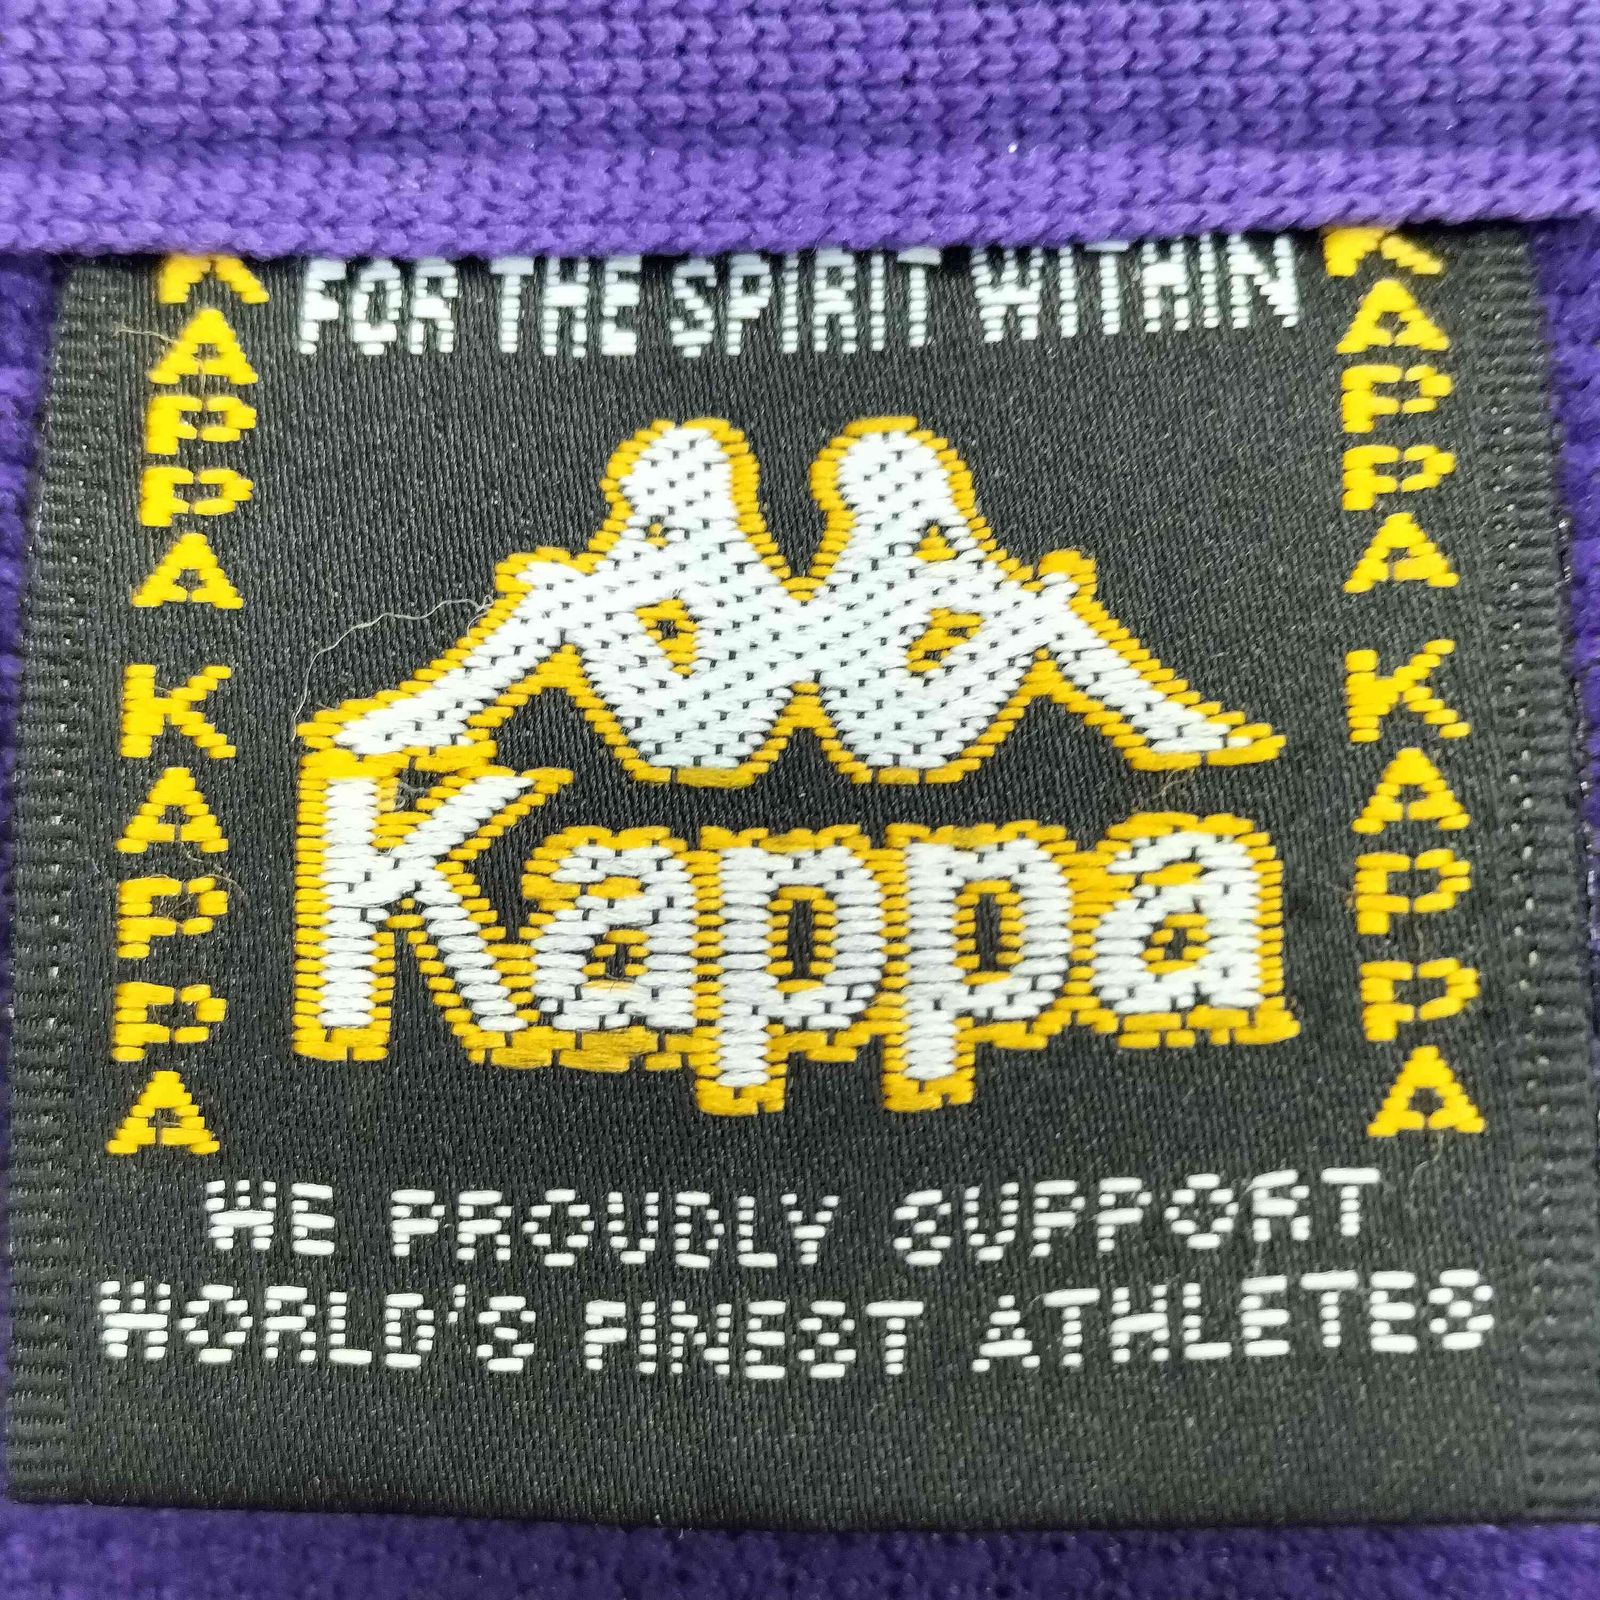 FOR THE SPIRIT WITHIN
KAPPA KAPPA
KAPPA KAPPA
Kappa
WE PROUDLY SUPPORT
WORLD'S FINEST ATHLETES